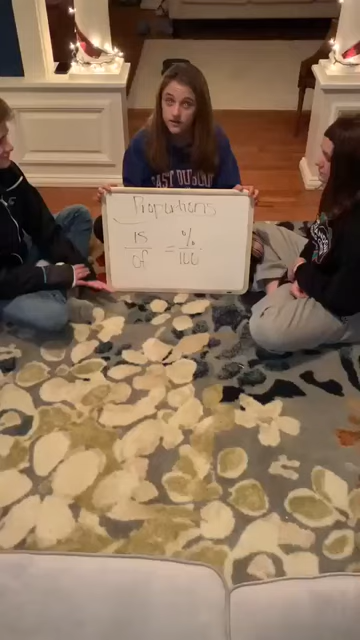 EAST DUBUQUE
Proportions
is = %
of 100